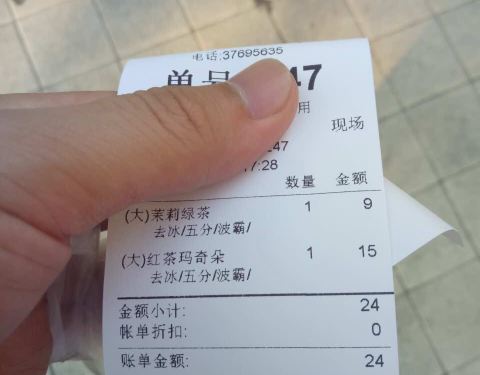 电话:37695635
单号 47
用
现场
47
17:28
数量 金额
(大)茉莉绿茶 1 9
去冰/五分/波霸/
(大)红茶玛奇朵 1 15
去冰/五分/波霸/
金额小计: 24
帐单折扣: 0
账单金额: 24